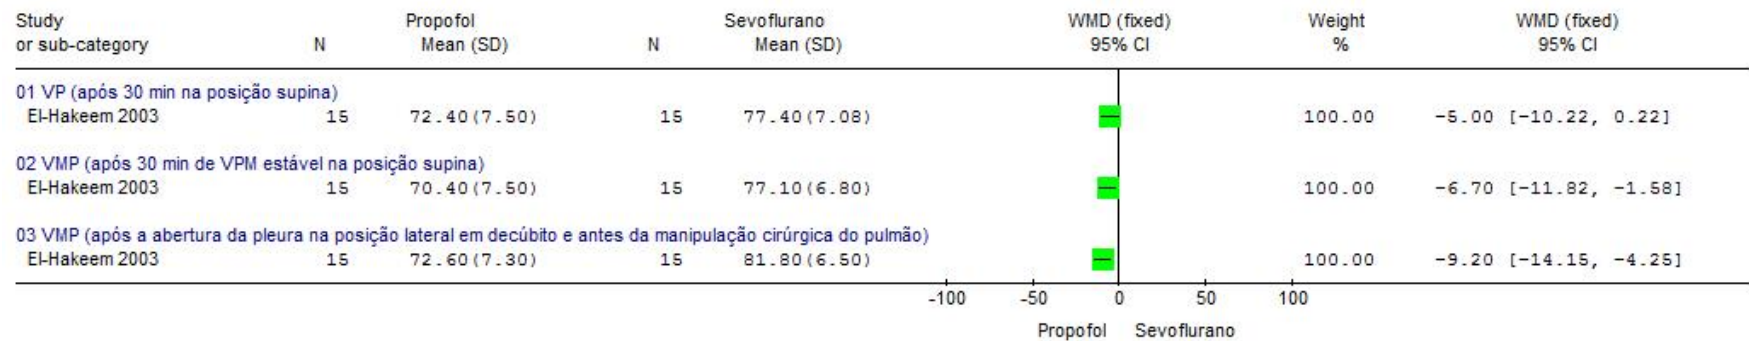 Study Propofol Sevoflurano WMD (fixed) Weight WMD (fixed)
or sub-category N Mean (SD) N Mean (SD) 95% CI % 95% CI
01 VP (após 30 min na posição supina)
El-Hakeem 2003 15 72.40(7.50) 15 77.40(7.08) 100.00 -5.00 [-10.22, 0.22]
02 VMP (após 30 min de VPM estável na posição supina)
El-Hakeem 2003 15 70.40(7.50) 15 77.10(6.80) 100.00 -6.70 [-11.82, -1.58]
03 VMP (após a abertura da pleura na posição lateral em decúbito e antes da manipulação cirúrgica do pulmão)
El-Hakeem 2003 15 72.60(7.30) 15 81.80(6.50) 100.00 -9.20 [-14.15, -4.25]
-100 -50 0 50 100
Propofol Sevoflurano